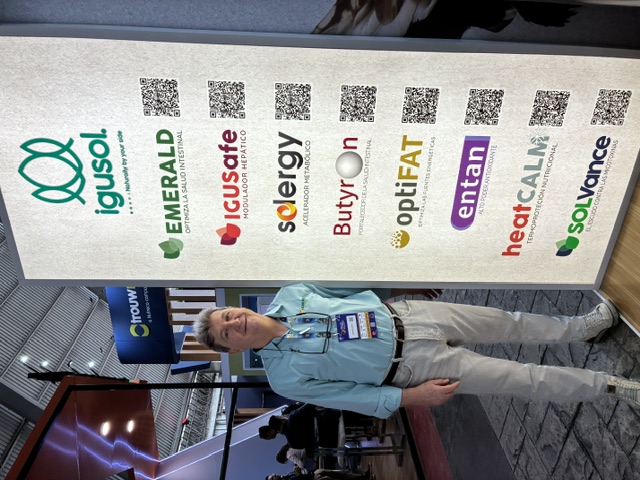 igusol.
Naturally by your side
trouw
a Nutreco company
EMERALD
OPTIMIZA LA SALUD INTESTINAL
IGUSafe
MODULADOR HEPÁTICO
solergy
ACELERADOR METABÓLICO
Butyron
FORTALECEDOR DE LA SALUD INTESTINAL
optiFAT
OPTIMIZA LAS FUENTES ENERGÉTICAS
entan
ALTO PODER ANTIOXIDANTE
heatCALM
TERMOPROTECIÓN NUTRICIONAL
SOLVance
EL ESCUDO CONTRA LAS MICOTOXINAS